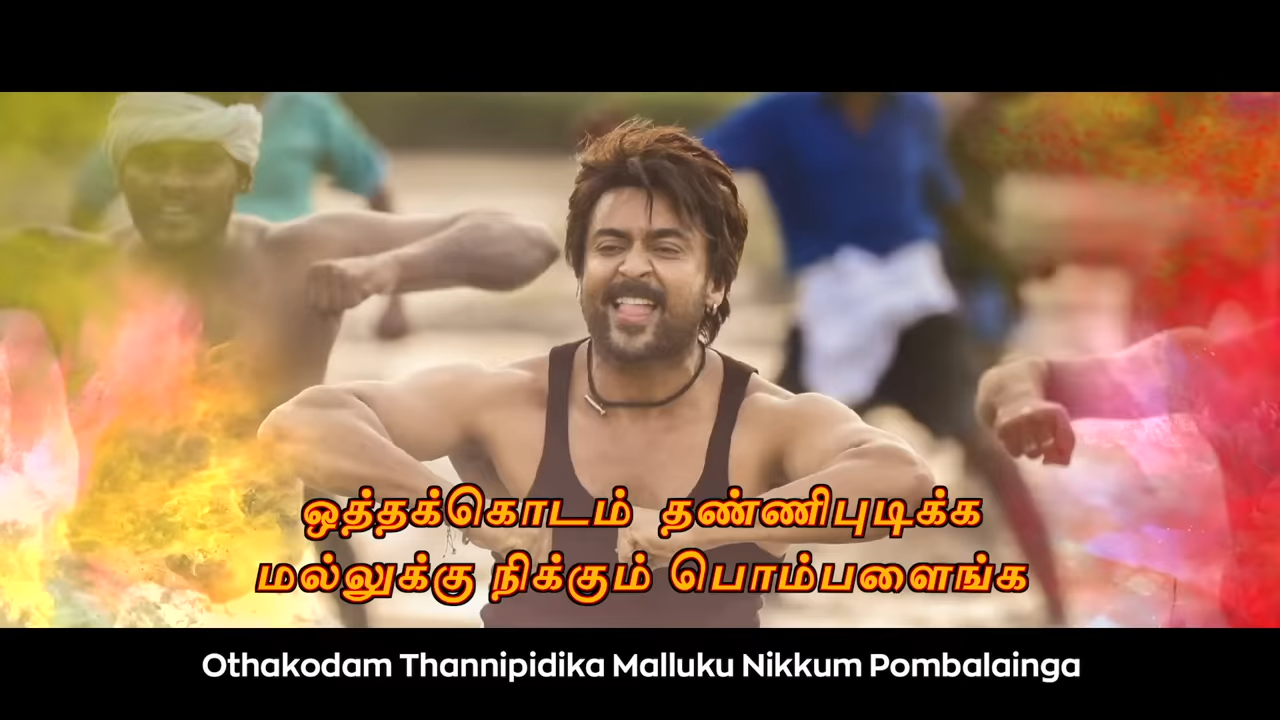 ஒத்தக்கொடம் தண்ணிபுடிக்க
மல்லுக்கு நிக்கும் பொம்பளைங்க
Othakodam Thannipidika Malluku Nikkum Pombalainga